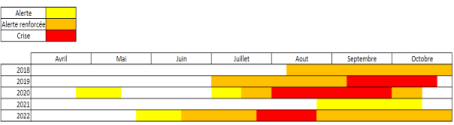 Alerte
Alerte renforcée
Crise
Avril Mai Juin Juillet Aout Septembre Octobre
2018
2019
2020
2021
2022